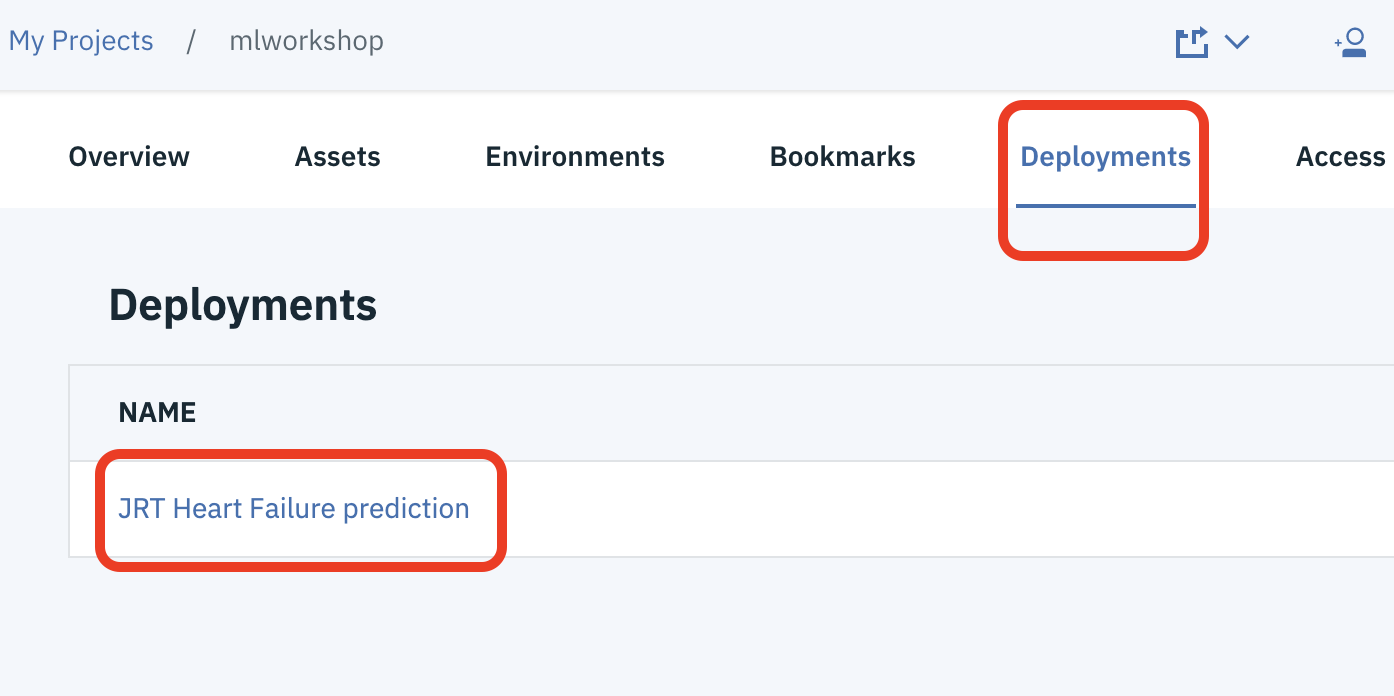 My Projects / mlworkshop
Overview Assets Environments Bookmarks Deployments Access
Deployments
NAME
JRT Heart Failure prediction